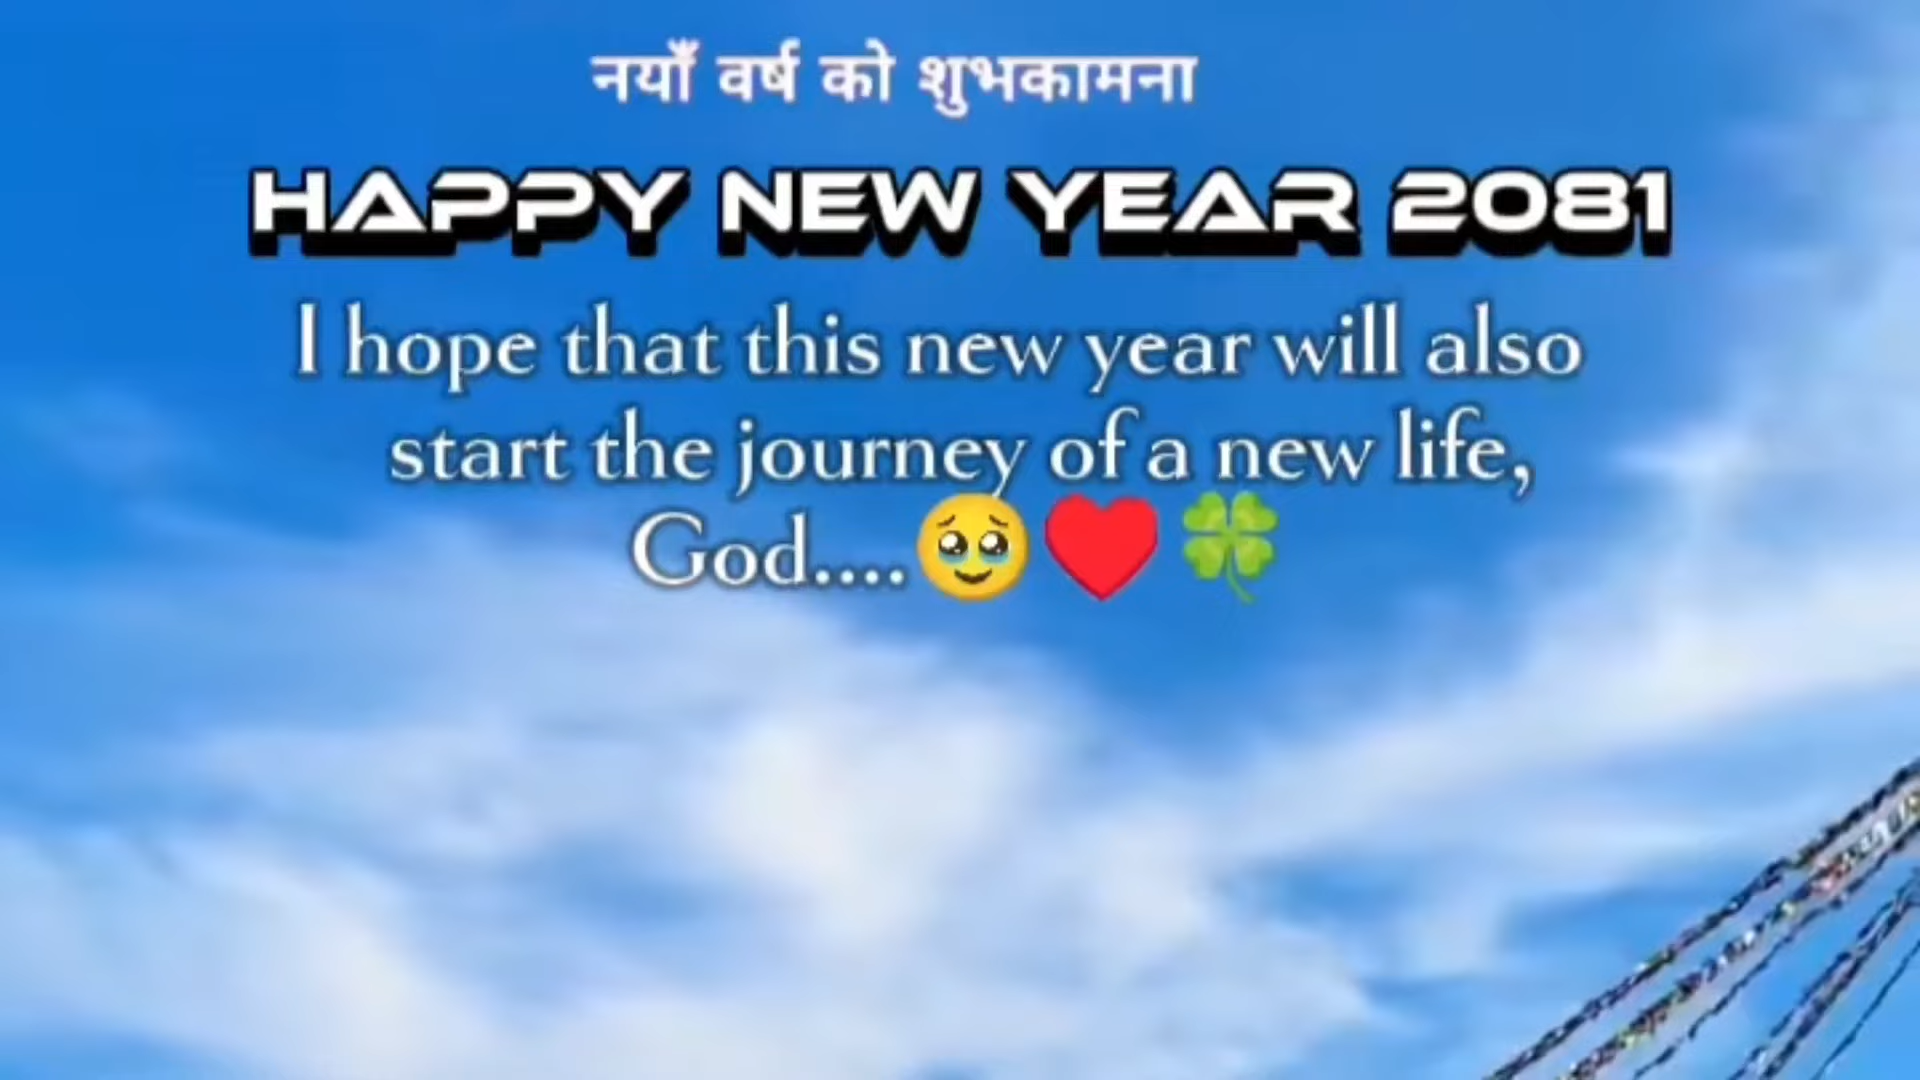 नयाँ वर्ष को शुभकामना
HAPPY NEW YEAR 2081
I hope that this new year will also
start the journey of a new life,
God....🥹♥️🍀